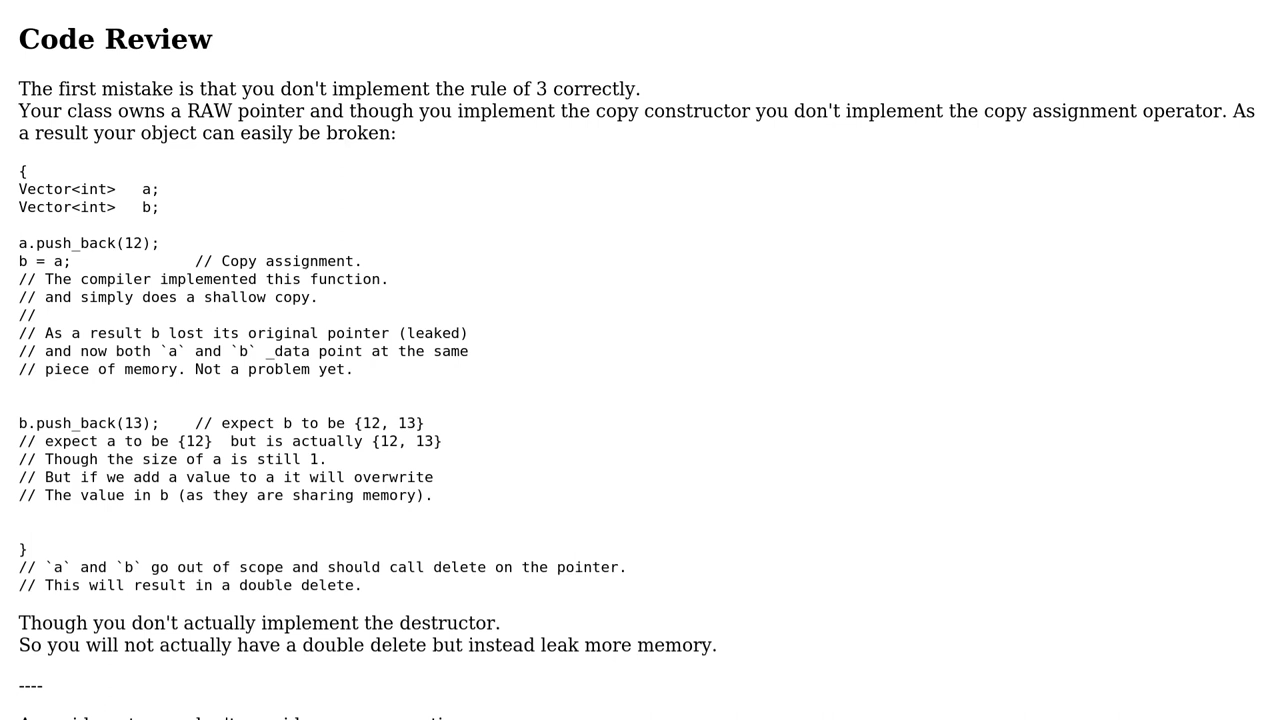 Code Review
The first mistake is that you don't implement the rule of 3 correctly.
Your class owns a RAW pointer and though you implement the copy constructor you don't implement the copy assignment operator. As
a result your object can easily be broken:
{
Vector<int>   a;
Vector<int>   b;
a.push_back(12);
b = a;              // Copy assignment.
// The compiler implemented this function.
// and simply does a shallow copy.
//
// As a result b lost its original pointer (leaked)
// and now both `a` and `b` _data point at the same
// piece of memory. Not a problem yet.
b.push_back(13);    // expect b to be {12, 13}
// expect a to be {12}  but is actually {12, 13}
// Though the size of a is still 1.
// But if we add a value to a it will overwrite
// The value in b (as they are sharing memory).
}
// `a` and `b` go out of scope and should call delete on the pointer.
// This will result in a double delete.
Though you don't actually implement the destructor.
So you will not actually have a double delete but instead leak more memory.
----